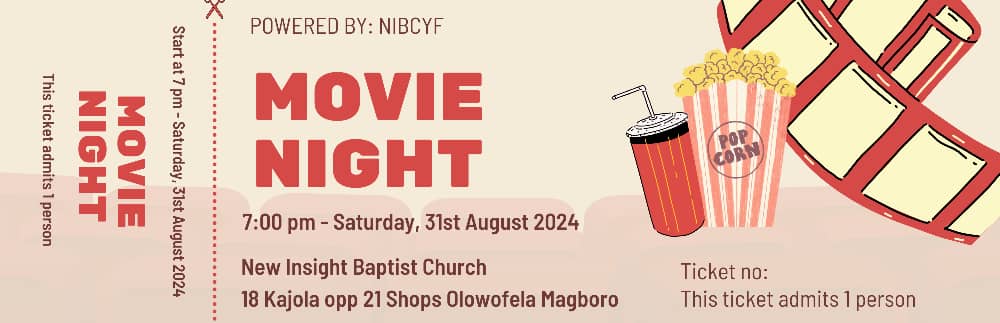 Start at 7 pm - Saturday, 31st August 2024
MOVIE
NIGHT
This ticket admits 1 person
POWERED BY: NIBCYF
MOVIE
NIGHT
7:00 pm - Saturday, 31st August 2024
New Insight Baptist Church
18 Kajola opp 21 Shops Olowofela Magboro
POP
CORN
Ticket no:
This ticket admits 1 person